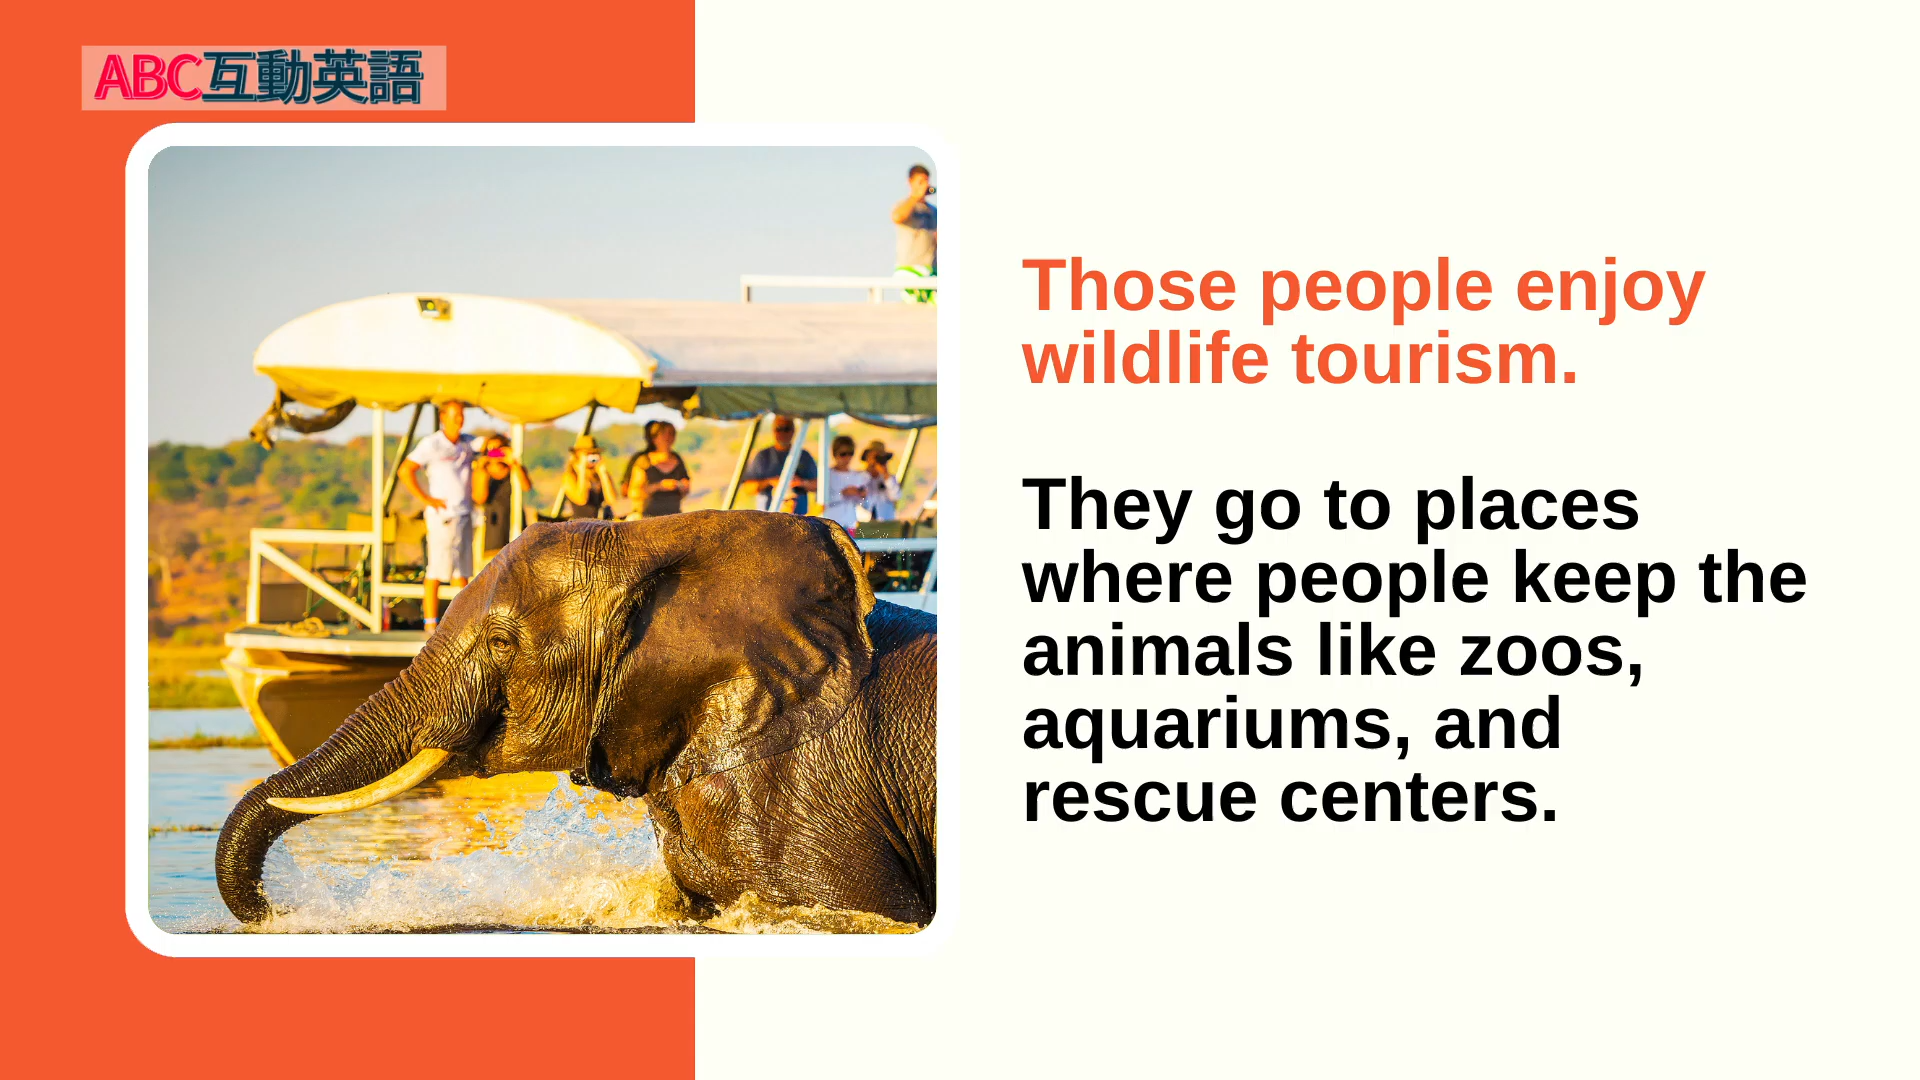 ABC互動英語
Those people enjoy
wildlife tourism.
They go to places
where people keep the
animals like zoos,
aquariums, and
rescue centers.